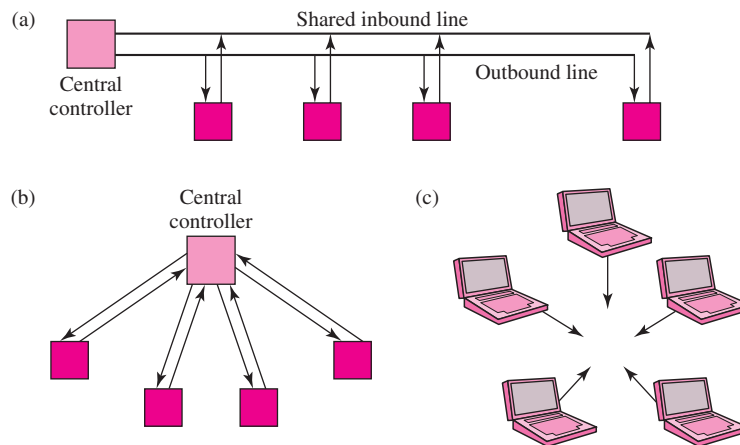 (a)
Shared inbound line
Outbound line
Central
controller
(b)
Central
controller
(c)